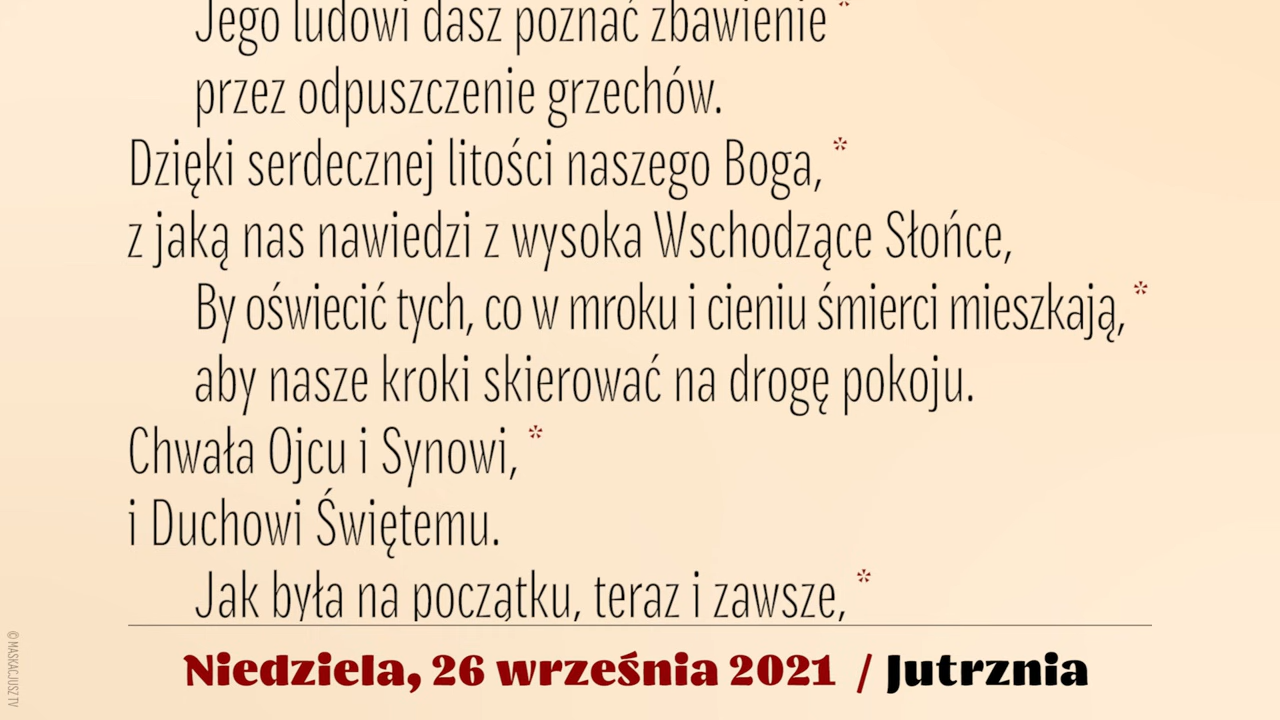 Jego ludowi dasz poznać zbawienie *
przez odpuszczenie grzechów.
Dzięki serdecznej litości naszego Boga, *
z jaką nas nawiedzi z wysoka Wschodzące Słońce,
By oświecić tych, co w mroku i cieniu śmierci mieszkają, *
aby nasze kroki skierować na drogę pokoju.
Chwała Ojcu i Synowi, *
i Duchowi Świętemu.
Jak była na początku, teraz i zawsze, *
Niedziela, 26 września 2021 / Jutrznia
© MASKACJUSZ.TV